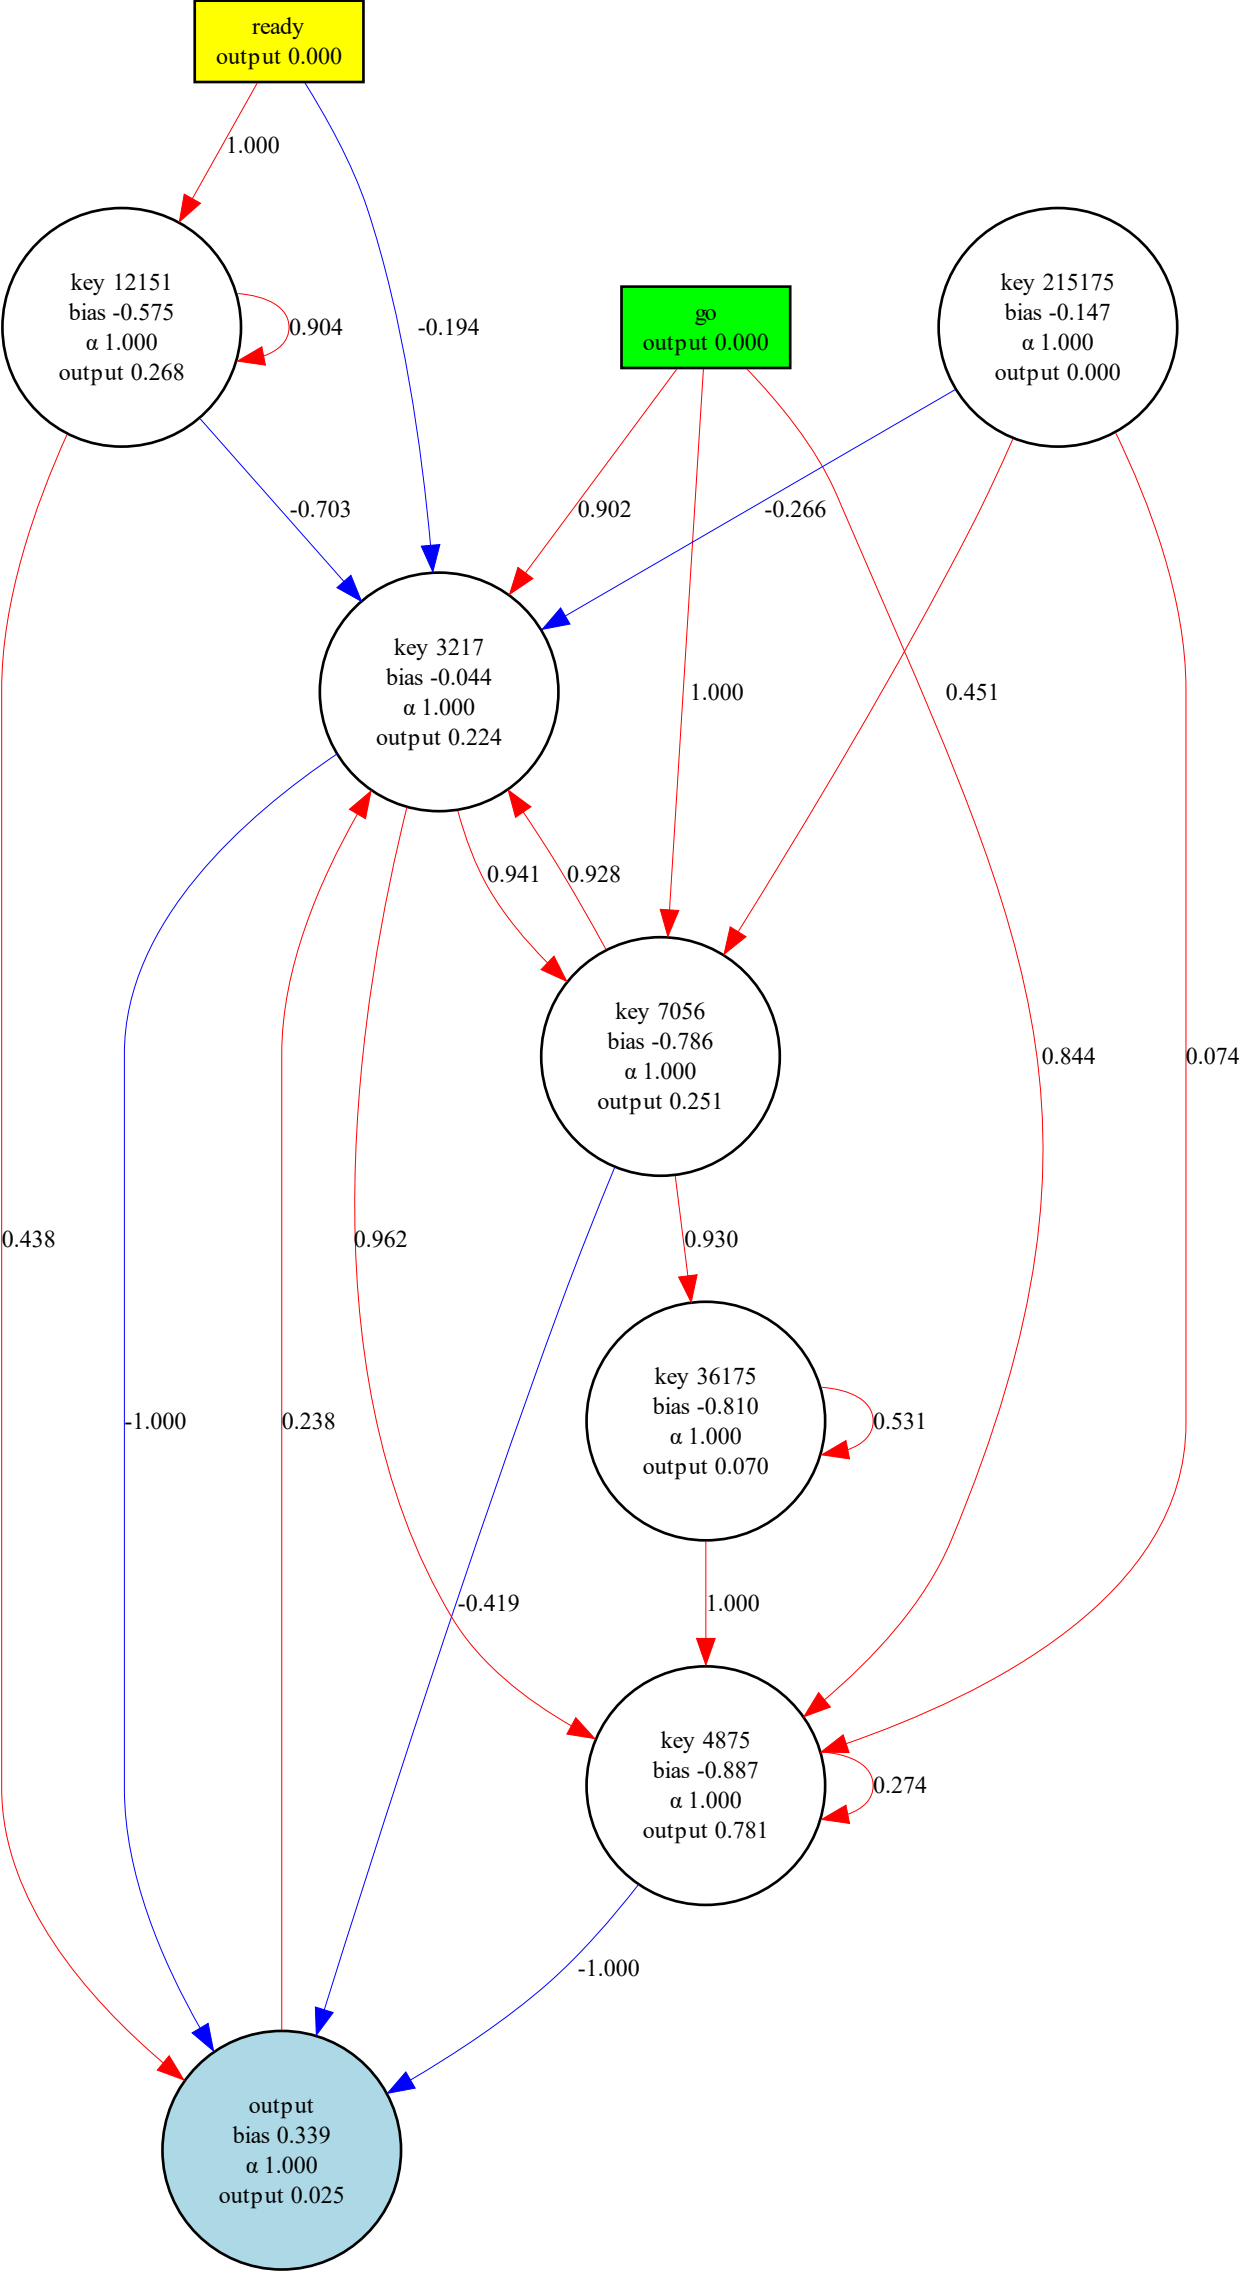 ready
output 0.000
1.000
key 12151
bias -0.575
α 1.000
output 0.268
0.904
-0.194
go
output 0.000
key 215175
bias -0.147
α 1.000
output 0.000
-0.703
0.902
-0.266
key 3217
bias -0.044
α 1.000
output 0.224
1.000
0.451
0.941
0.928
key 7056
bias -0.786
α 1.000
output 0.251
0.844
0.074
0.438
0.962
0.930
key 36175
bias -0.810
α 1.000
output 0.070
-1.000
0.238
0.531
-0.419
1.000
key 4875
bias -0.887
α 1.000
output 0.781
0.274
-1.000
output
bias 0.339
α 1.000
output 0.025